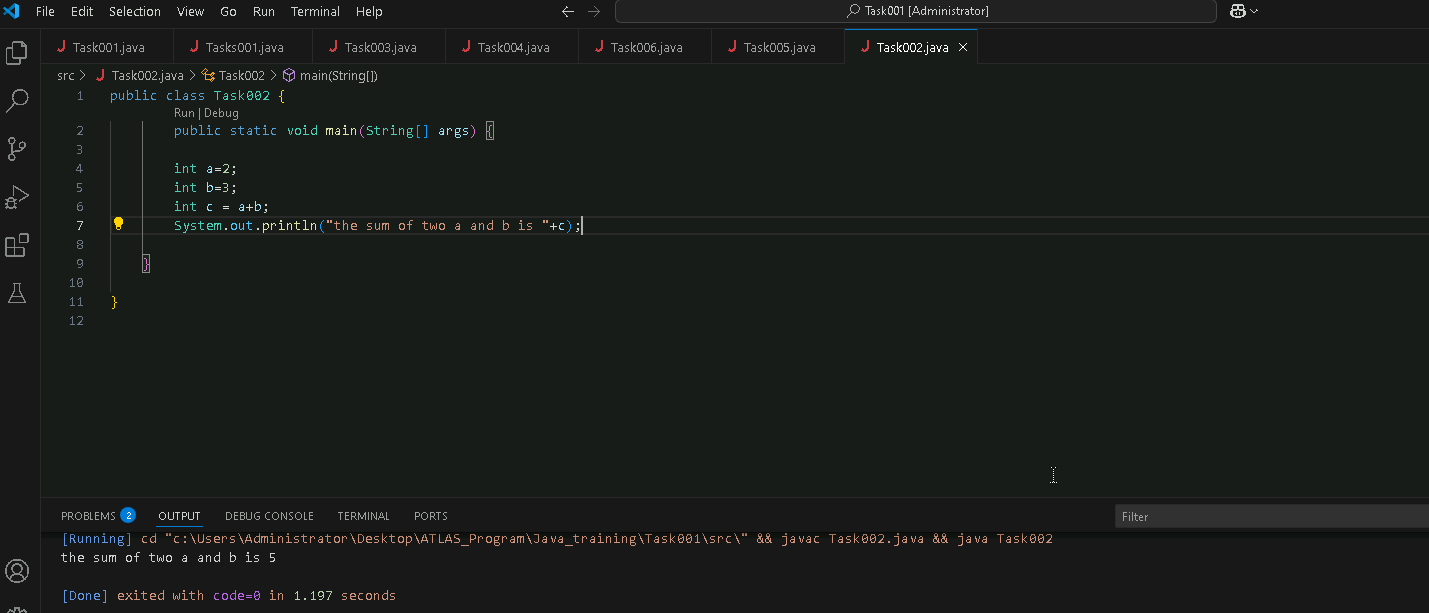 File Edit Selection View Go Run Terminal Help
Task001 [Administrator]
Task001.java Tasks001.java Task003.java Task004.java Task006.java Task005.java Task002.java
src > Task002.java > Task002 > main(String[])
1 public class Task002 {
Run | Debug
2 public static void main(String[] args) {
3
4 int a=2;
5 int b=3;
6 int c = a+b;
7 System.out.println("the sum of two a and b is "+c);
8
9 }
10
11 }
12
PROBLEMS 2 OUTPUT DEBUG CONSOLE TERMINAL PORTS
Filter
[Running] cd "c:\Users\Administrator\Desktop\ATLAS_Program\Java_training\Task001\src\" && javac Task002.java && java Task002
the sum of two a and b is 5
[Done] exited with code=0 in 1.197 seconds